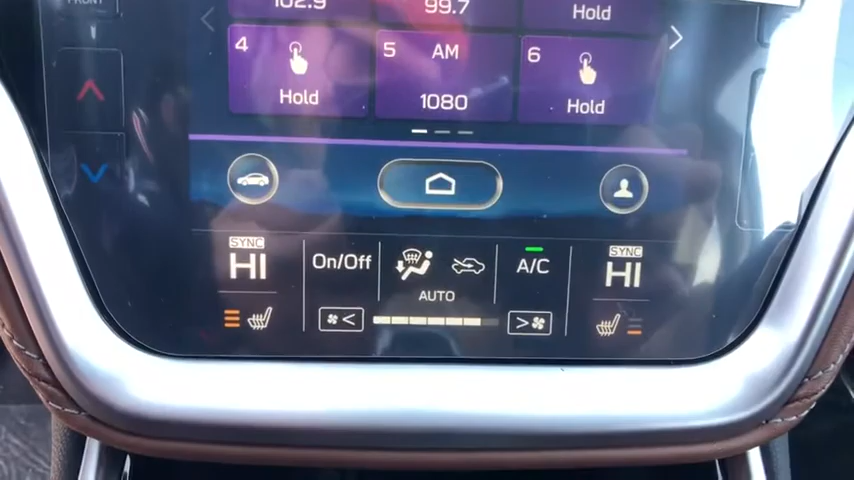 FRONT
102.9
99.7
Hold
4
Hold
5 AM
1080
6
Hold
SYNC
HI
On/Off
A/C
SYNC
HI
AUTO
<
>